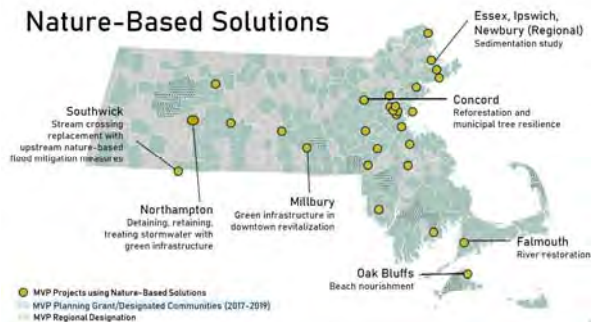 Nature-Based Solutions
Essex, Ipswich,
Newbury (Regional)
Sedimentation study
Concord
Reforestation and
municipal tree resilience
Southwick
Stream crossing
replacement with
upstream nature-based
flood mitigation measures
Northampton
Detaining, retaining,
treating stormwater with
green infrastructure
Millbury
Green infrastructure in
downtown revitalization
Falmouth
River restoration
Oak Bluffs
Beach nourishment
MVP Projects using Nature-Based Solutions
MVP Planning Grant/Designated Communities (2017-2019)
MVP Regional Designation